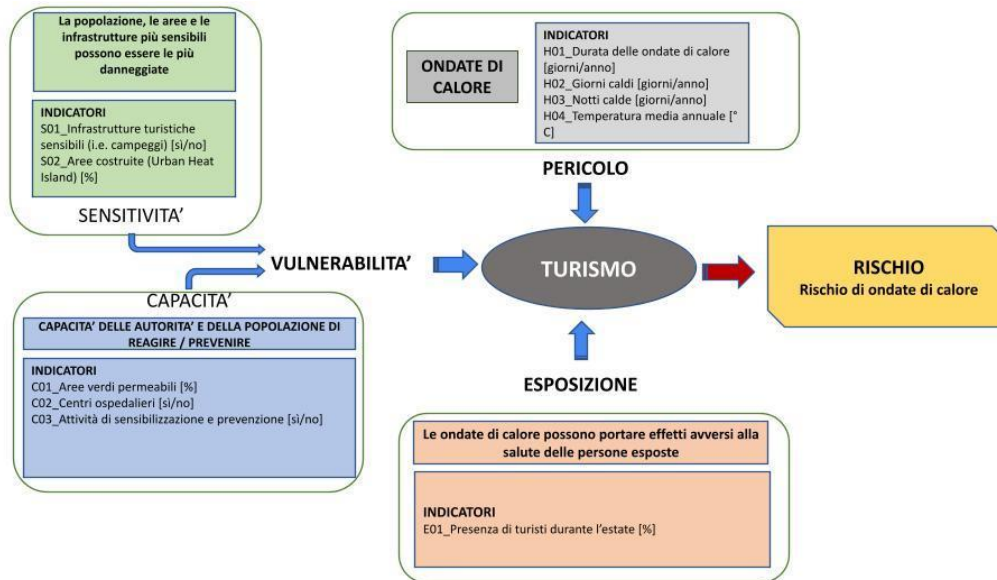 La popolazione, le aree e le
infrastrutture più sensibili
possono essere le più
danneggiate
INDICATORI
S01_Infrastrutture turistiche
sensibili (i.e. campeggi) [sì/no]
S02_Aree costruite (Urban Heat
Island) [%]
SENSITIVITA’
ONDATE DI
CALORE
INDICATORI
H01_Durata delle ondate di calore
[giorni/anno]
H02_Giorni caldi [giorni/anno]
H03_Notti calde [giorni/anno]
H04_Temperatura media annuale [°
C]
PERICOLO
VULNERABILITA’
TURISMO
RISCHIO
Rischio di ondate di calore
CAPACITA’
CAPACITA’ DELLE AUTORITA’ E DELLA POPOLAZIONE DI
REAGIRE / PREVENIRE
INDICATORI
C01_Aree verdi permeabili [%]
C02_Centri ospedalieri [sì/no]
C03_Attività di sensibilizzazione e prevenzione [sì/no]
ESPOSIZIONE
Le ondate di calore possono portare effetti avversi alla
salute delle persone esposte
INDICATORI
E01_Presenza di turisti durante l’estate [%]